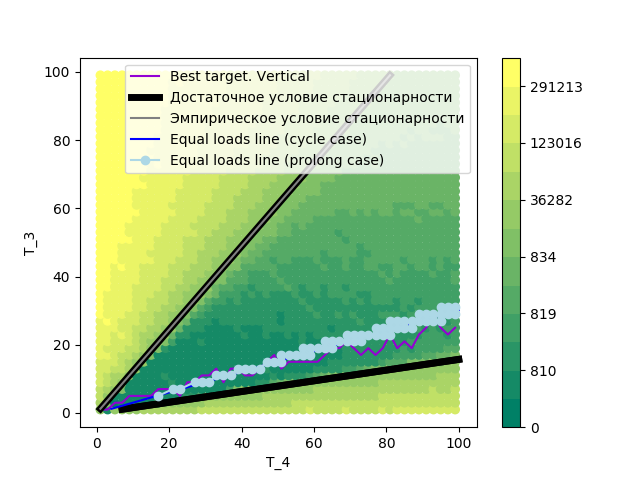 Best target. Vertical
Достаточное условие стационарности
Эмпирическое условие стационарности
Equal loads line (cycle case)
Equal loads line (prolong case)
100
80
60
40
20
0
T_3
0
20
40
60
80
100
T_4
291213
123016
36282
834
819
810
0